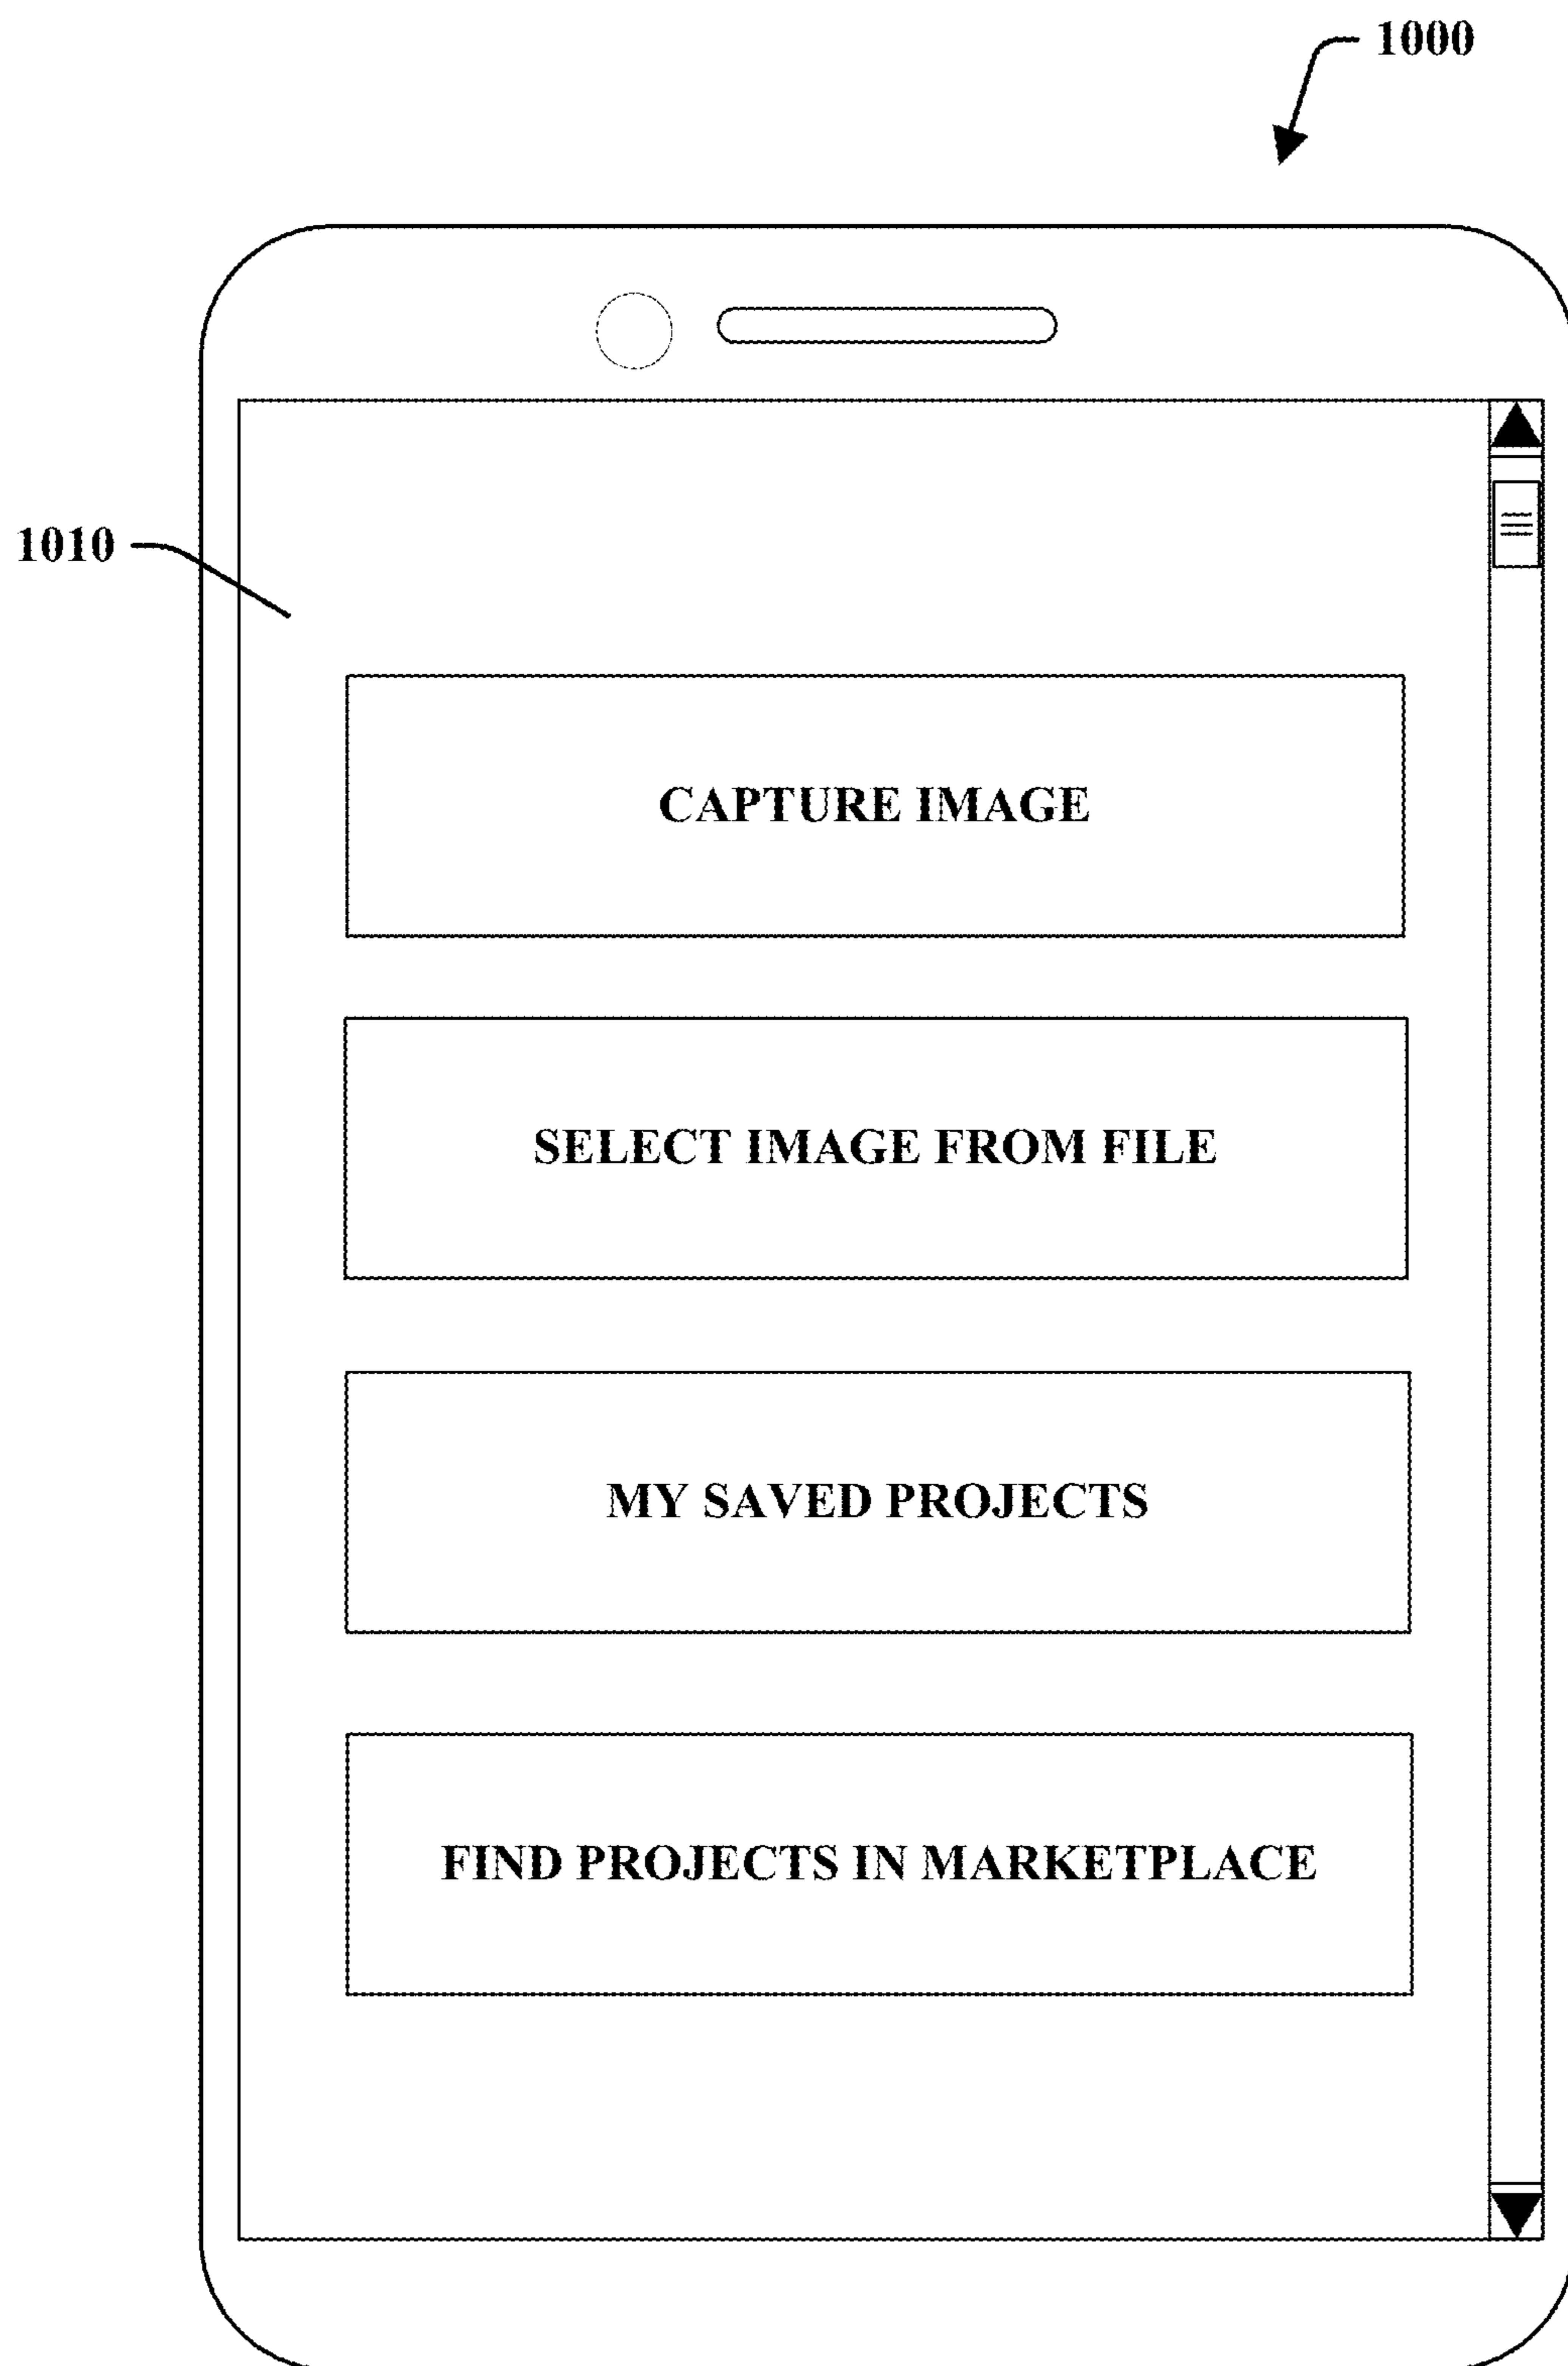 1000
1010
CAPTURE IMAGE
SELECT IMAGE FROM FILE
MY SAVED PROJECTS
FIND PROJECTS IN MARKETPLACE